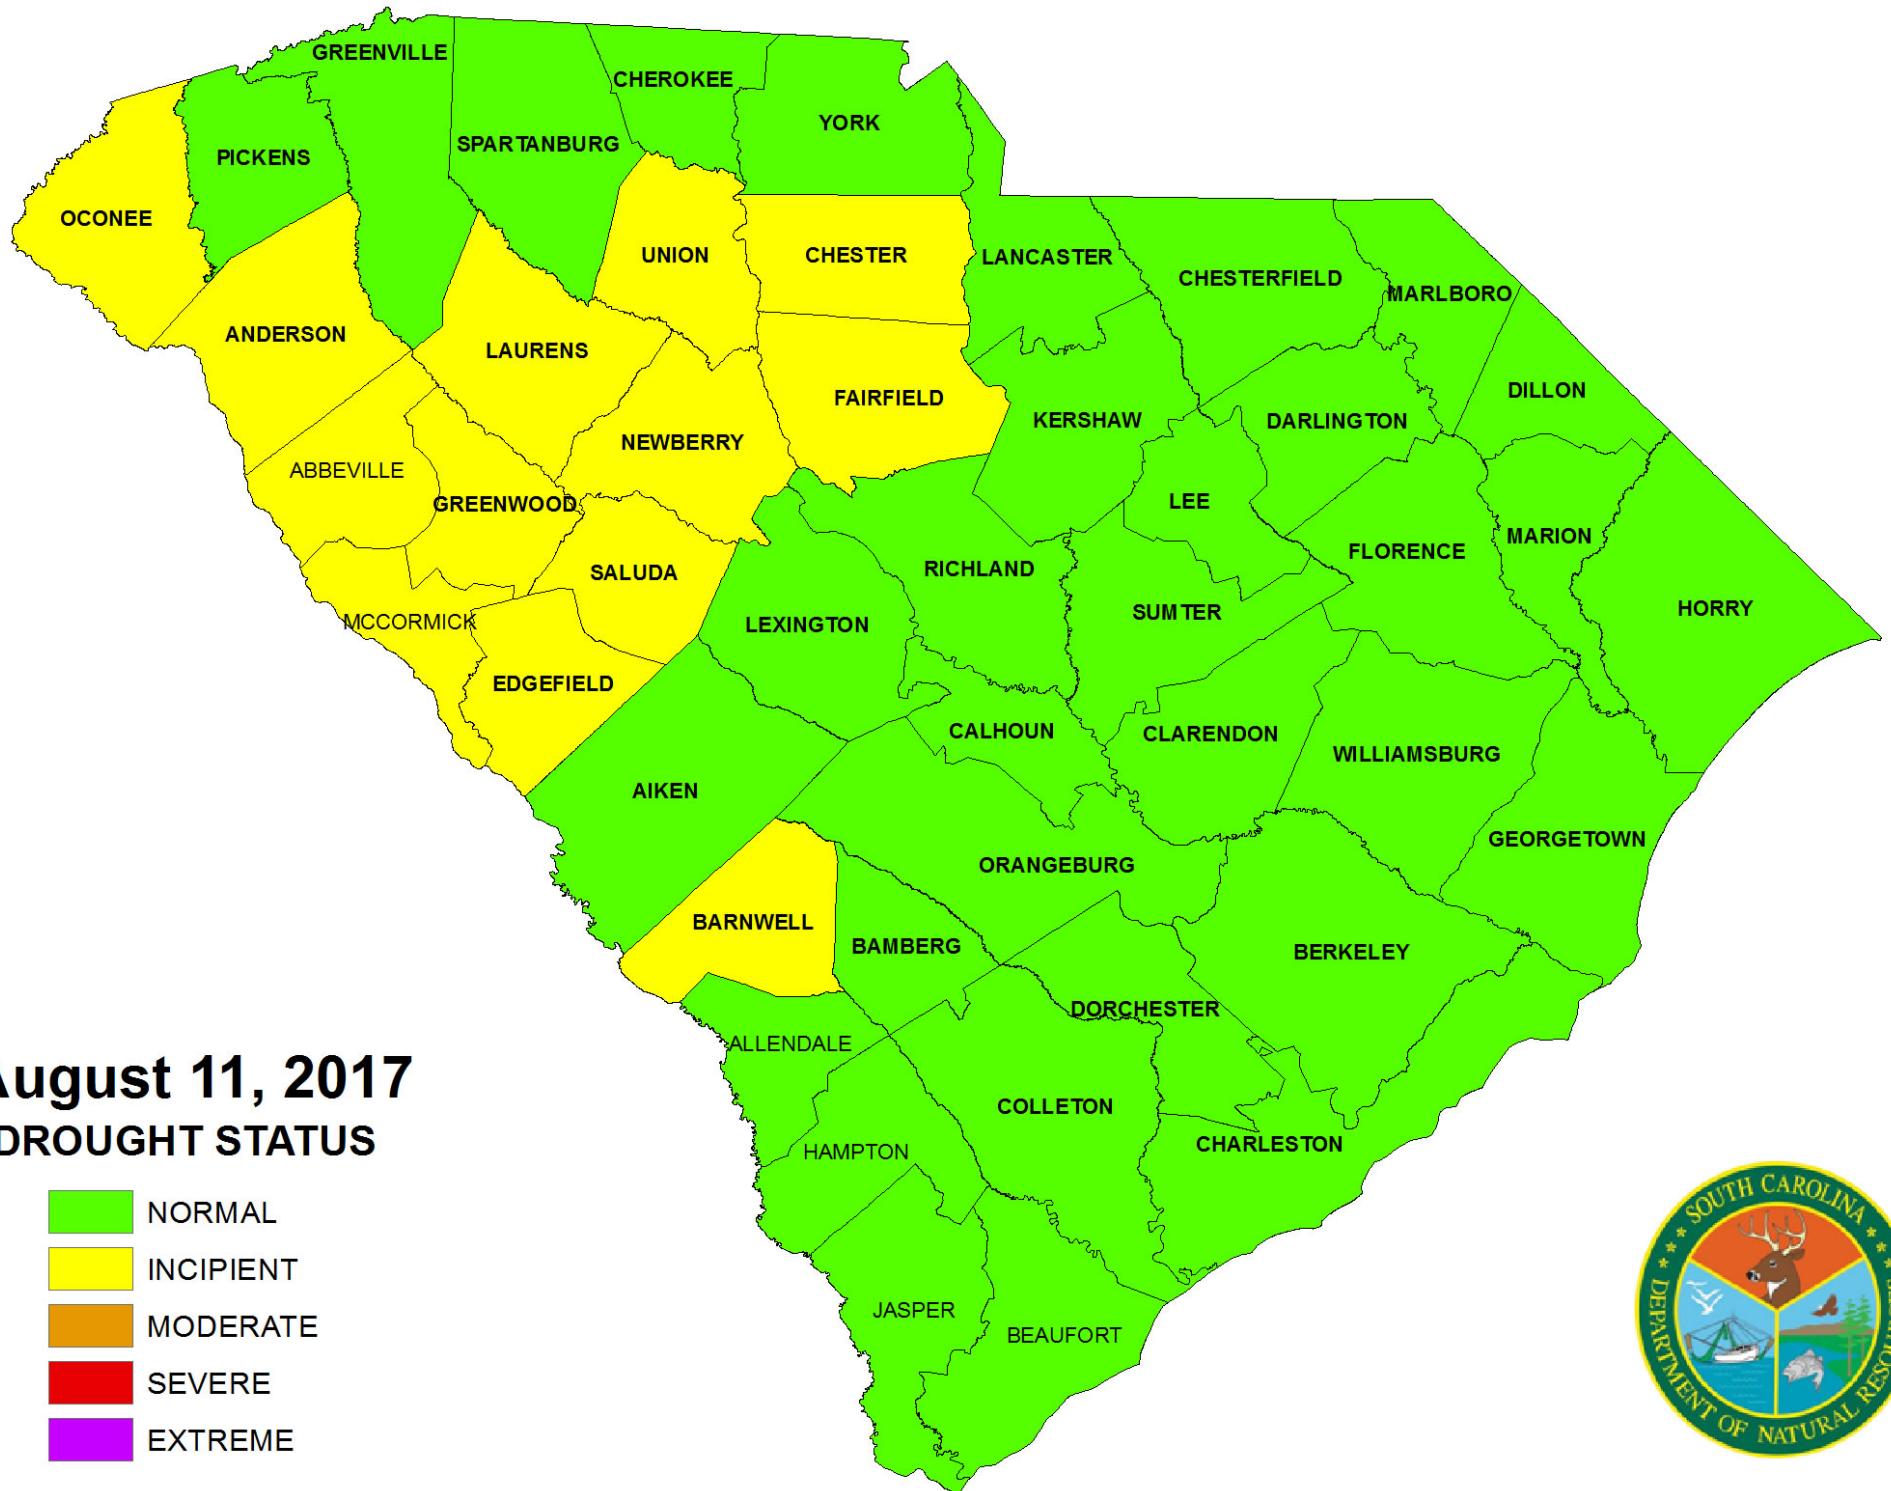 GREENVILLE
CHEROKEE
YORK
SPARTANBURG
PICKENS
OCONEE
UNION
CHESTER
LANCASTER
CHESTERFIELD
MARLBORO
ANDERSON
LAURENS
DILLON
FAIRFIELD
KERSHAW
DARLINGTON
NEWBERRY
ABBEVILLE
GREENWOOD
LEE
MARION
FLORENCE
RICHLAND
SALUDA
HORRY
SUMTER
MCCORMICK
LEXINGTON
EDGEFIELD
CALHOUN
CLARENDON
WILLIAMSBURG
AIKEN
GEORGETOWN
ORANGEBURG
BARNWELL
BAMBERG
BERKELEY
DORCHESTER
ALLENDALE
COLLETON
CHARLESTON
HAMPTON
JASPER
BEAUFORT
August 11, 2017
DROUGHT STATUS
NORMAL
INCIPIENT
MODERATE
SEVERE
EXTREME
SOUTH CAROLINA
DEPARTMENT OF NATURAL